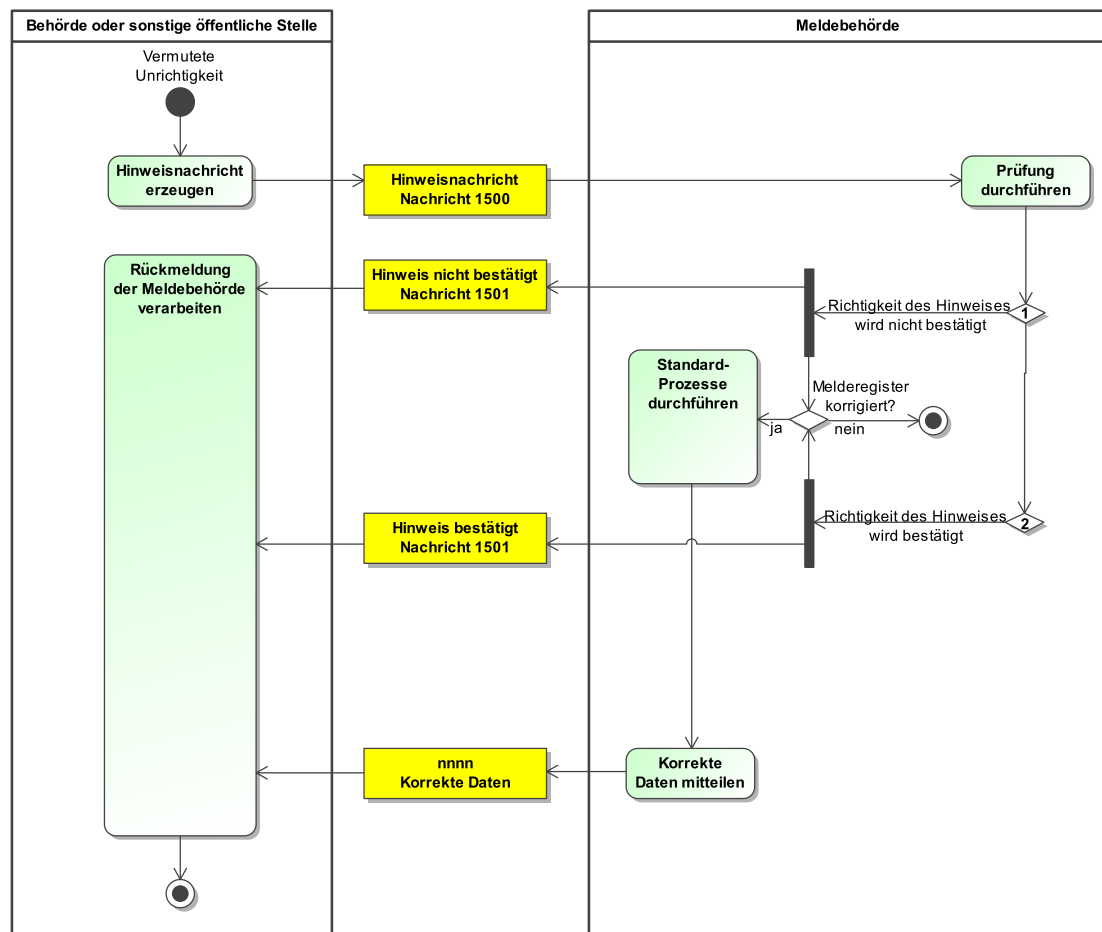 Behörde oder sonstige öffentliche Stelle
Meldebehörde
Vermutete
Unrichtigkeit
Hinweisnachricht
erzeugen
Hinweisnachricht
Nachricht 1500
Prüfung
durchführen
Rückmeldung
der Meldebehörde
verarbeiten
Hinweis nicht bestätigt
Nachricht 1501
Richtigkeit des Hinweises
wird nicht bestätigt
1
Standard-
Prozesse
durchführen
Melderegister
korrigiert?
ja
nein
Hinweis bestätigt
Nachricht 1501
Richtigkeit des Hinweises
wird bestätigt
2
nnnn
Korrekte Daten
Korrekte
Daten mitteilen